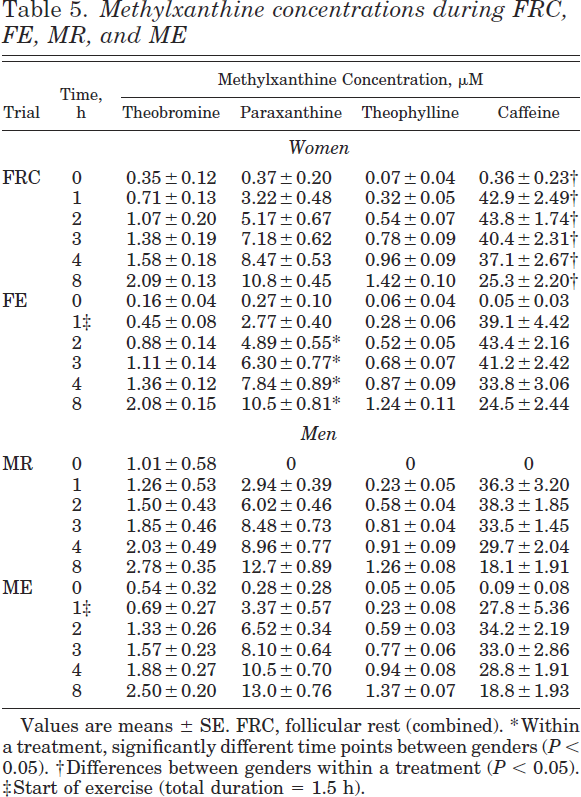 Table 5. Methylxanthine concentrations during FRC,
FE, MR, and ME
Methylxanthine Concentration, μM
Trial Time, h Theobromine Paraxanthine Theophylline Caffeine
Women
FRC 0 0.35±0.12 0.37±0.20 0.07±0.04 0.36±0.23†
1 0.71±0.13 3.22±0.48 0.32±0.05 42.9±2.49†
2 1.07±0.20 5.17±0.67 0.54±0.07 43.8±1.74†
3 1.38±0.19 7.18±0.62 0.78±0.09 40.4±2.31†
4 1.58±0.18 8.47±0.53 0.96±0.09 37.1±2.67†
8 2.09±0.13 10.8±0.45 1.42±0.10 25.3±2.20†
FE 0 0.16±0.04 0.27±0.10 0.06±0.04 0.05±0.03
1‡ 0.45±0.08 2.77±0.40 0.28±0.06 39.1±4.42
2 0.88±0.14 4.89±0.55* 0.52±0.05 43.4±2.16
3 1.11±0.14 6.30±0.77* 0.68±0.07 41.2±2.42
4 1.36±0.12 7.84±0.89* 0.87±0.09 33.8±3.06
8 2.08±0.15 10.5±0.81* 1.24±0.11 24.5±2.44
Men
MR 0 1.01±0.58 0 0 0
1 1.26±0.53 2.94±0.39 0.23±0.05 36.3±3.20
2 1.50±0.43 6.02±0.46 0.58±0.04 38.3±1.85
3 1.85±0.46 8.48±0.73 0.81±0.04 33.5±1.45
4 2.03±0.49 8.96±0.77 0.91±0.09 29.7±2.04
8 2.78±0.35 12.7±0.89 1.26±0.08 18.1±1.91
ME 0 0.54±0.32 0.28±0.28 0.05±0.05 0.09±0.08
1‡ 0.69±0.27 3.37±0.57 0.23±0.08 27.8±5.36
2 1.33±0.26 6.52±0.34 0.59±0.03 34.2±2.19
3 1.57±0.23 8.10±0.64 0.77±0.06 33.0±2.86
4 1.88±0.27 10.5±0.70 0.94±0.08 28.8±1.91
8 2.50±0.20 13.0±0.76 1.37±0.07 18.8±1.93
Values are means ± SE. FRC, follicular rest (combined). *Within
a treatment, significantly different time points between genders (P <
0.05). †Differences between genders within a treatment (P < 0.05).
‡Start of exercise (total duration = 1.5 h).